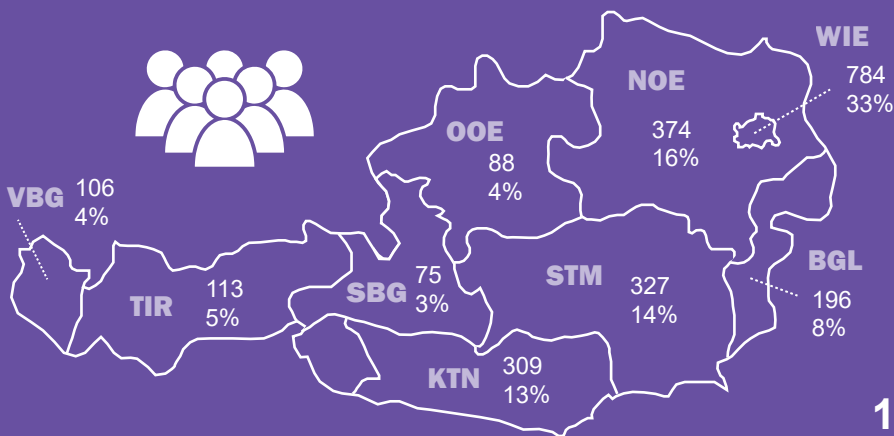 WIE
784
33%
NOE
374
16%
OOE
88
4%
VBG 106
4%
TIR
113
5%
SBG
75
3%
STM
327
14%
BGL
196
8%
KTN
309
13%
1